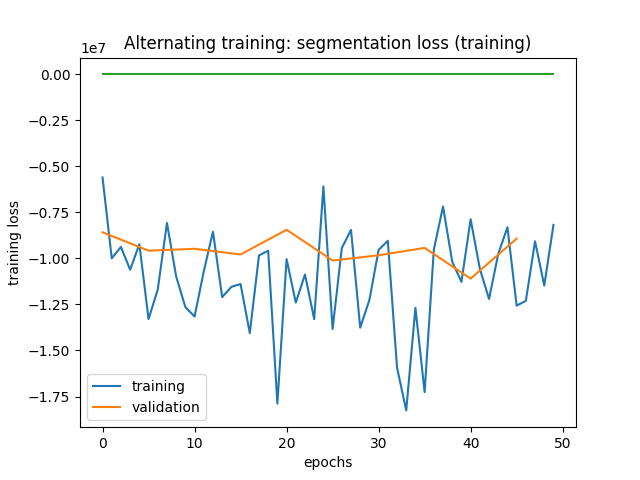 Alternating training: segmentation loss (training)
1e7
0.00
−0.25
−0.50
−0.75
−1.00
−1.25
−1.50
−1.75
training loss
training
validation
0 10 20 30 40 50
epochs